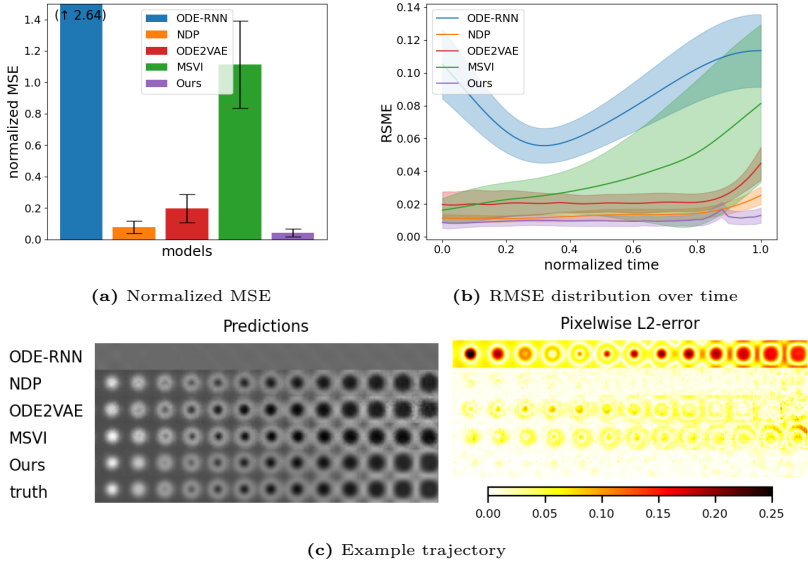 (↑ 2.64)
1.4
1.2
1.0
0.8
0.6
0.4
0.2
0.0
normalized MSE
models
ODE-RNN
NDP
ODE2VAE
MSVI
Ours
(a) Normalized MSE
0.14
0.12
0.10
0.08
0.06
0.04
0.02
0.00
RSME
0.0 0.2 0.4 0.6 0.8 1.0
normalized time
ODE-RNN
NDP
ODE2VAE
MSVI
Ours
(b) RMSE distribution over time
Predictions
Pixelwise L2-error
ODE-RNN
NDP
ODE2VAE
MSVI
Ours
truth
0.00 0.05 0.10 0.15 0.20 0.25
(c) Example trajectory